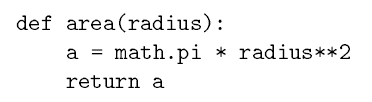 def area(radius):
    a = math.pi * radius**2
    return a